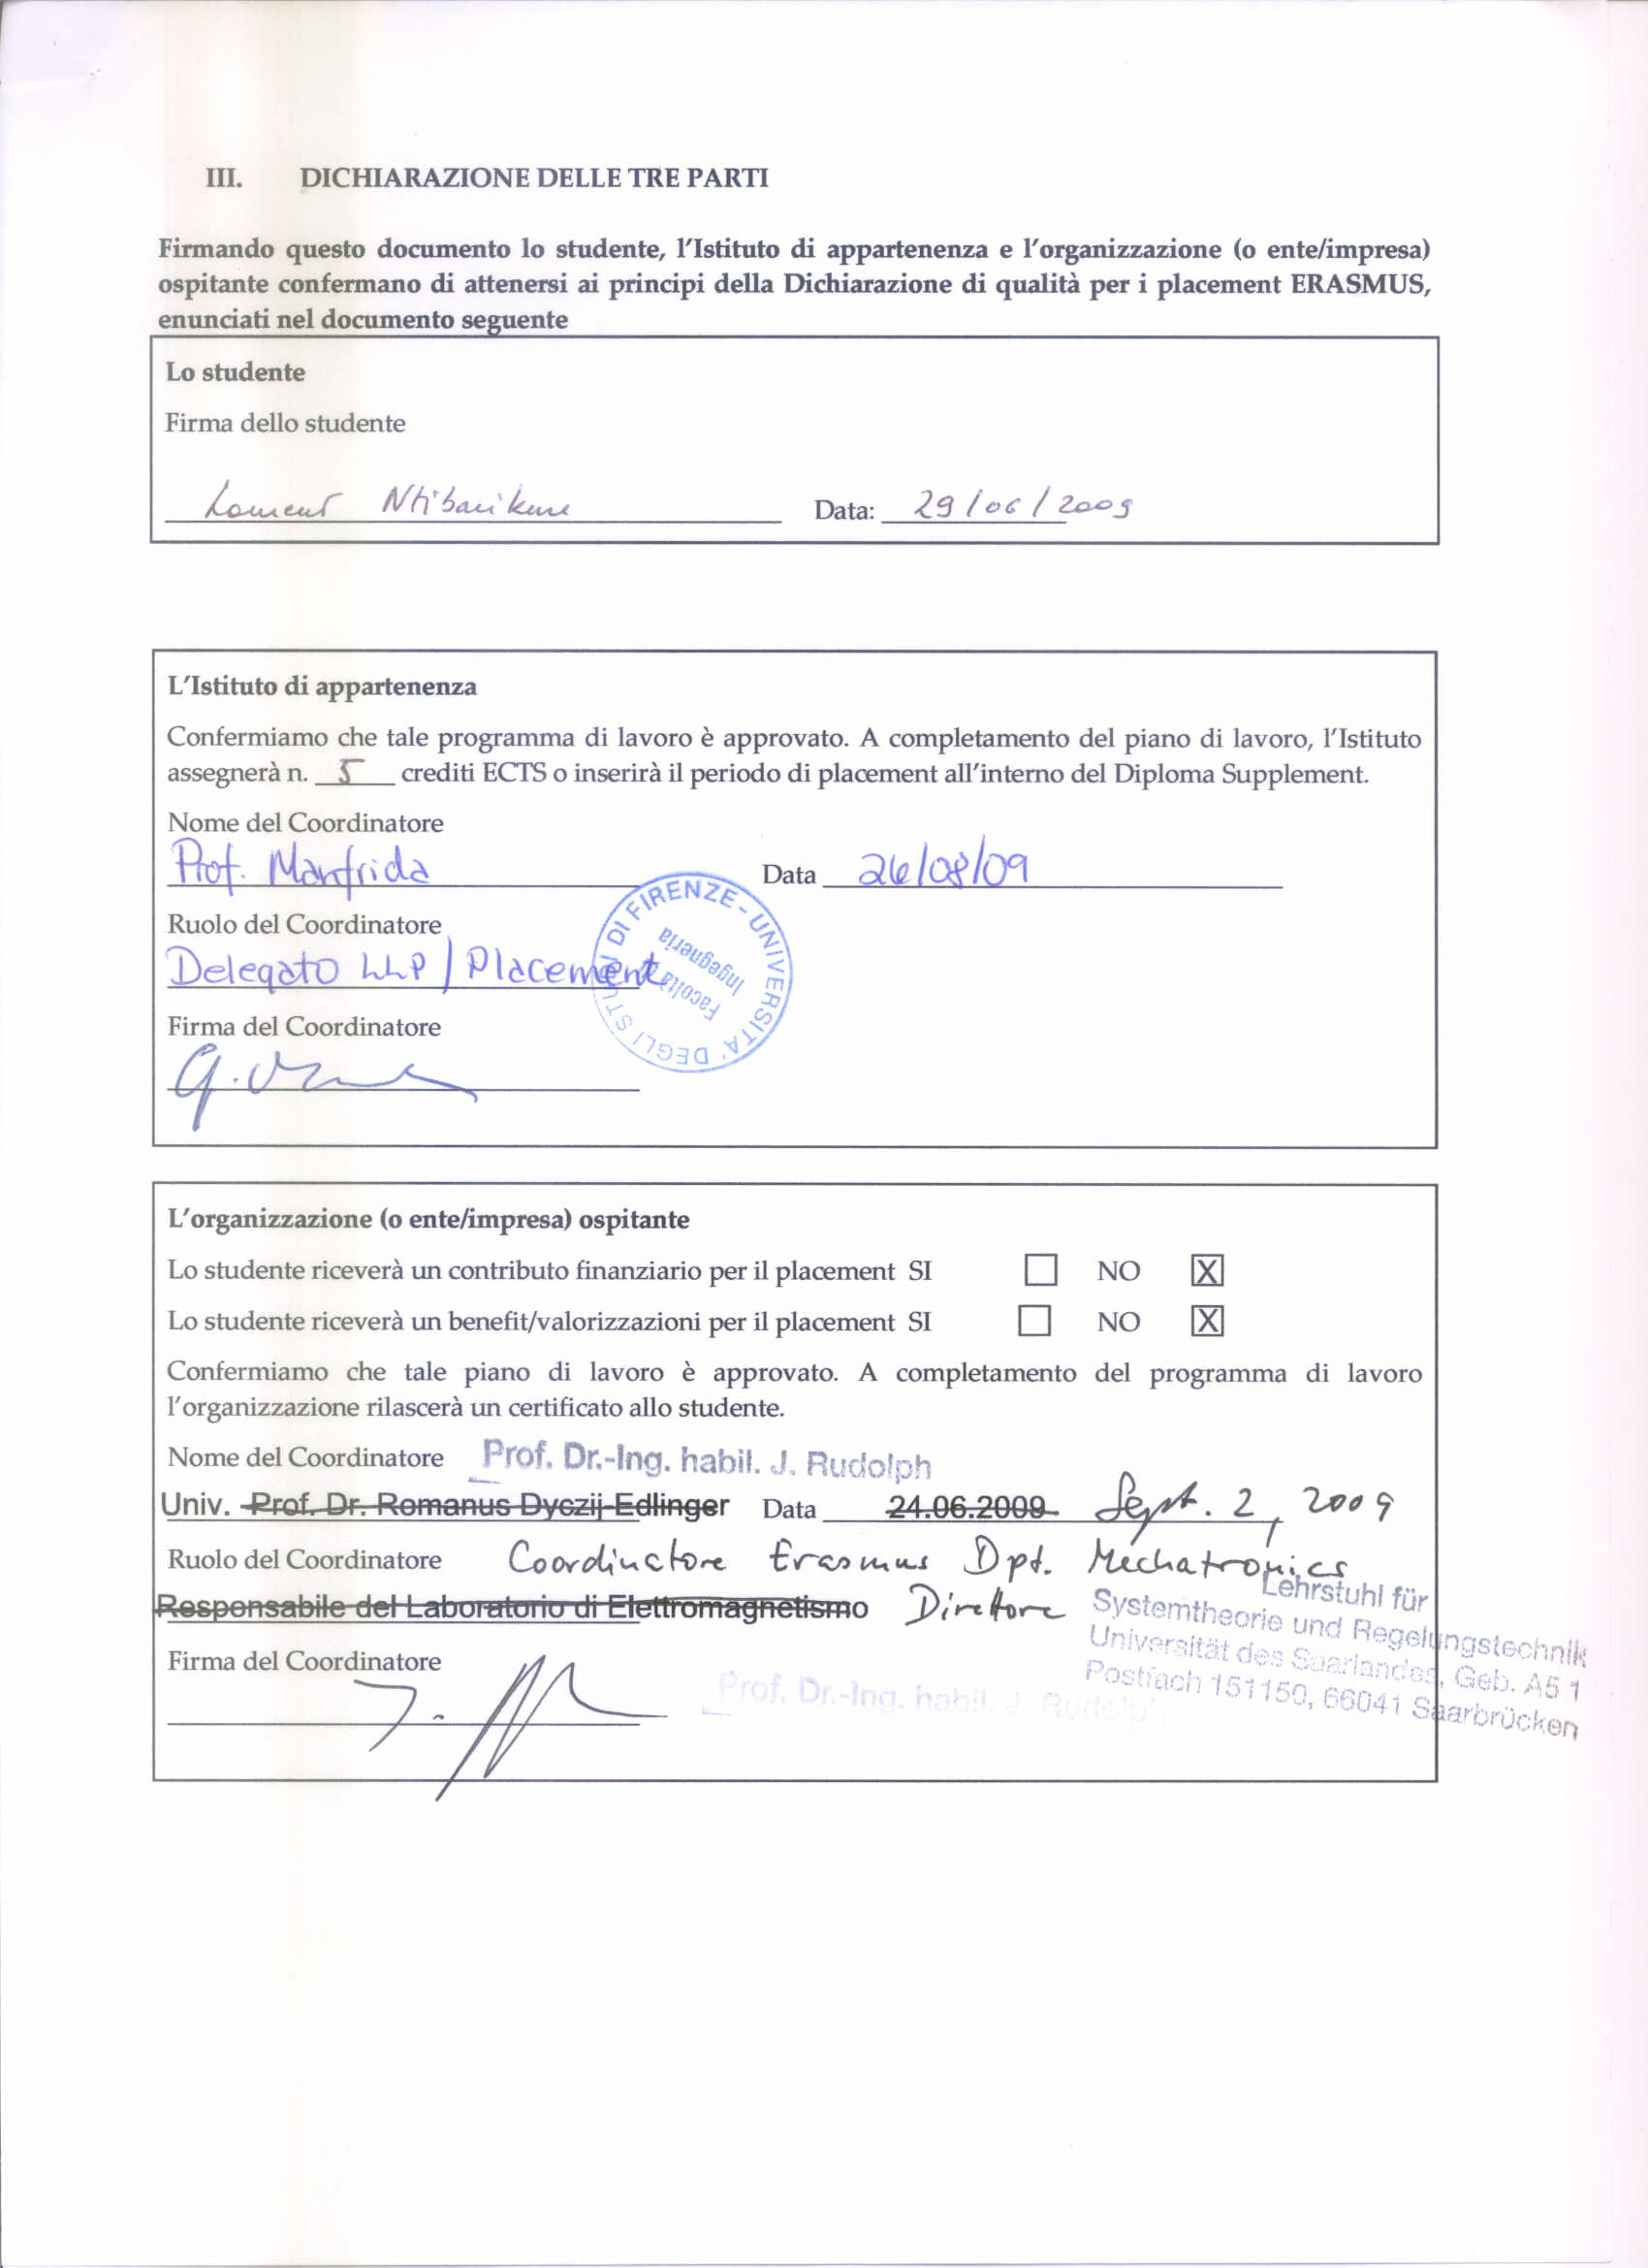 III. DICHIARAZIONE DELLE TRE PARTI
Firmando questo documento lo studente, l'Istituto di appartenenza e l'organizzazione (o ente/impresa)
ospitante confermano di attenersi ai principi della Dichiarazione di qualità per i placement ERASMUS,
enunciati nel documento seguente
Lo studente
Firma dello studente
Data: 29/06/2009
L'Istituto di appartenenza
Confermiamo che tale programma di lavoro è approvato. A completamento del piano di lavoro, l'Istituto
assegnerà n. 5 crediti ECTS o inserirà il periodo di placement all'interno del Diploma Supplement.
Nome del Coordinatore
Prof. Manfrida Data 26/08/09
Ruolo del Coordinatore
Delegato LLP / Placement
UNIVERSITA' DEGLI STUDI DI FIRENZE -
Facoltà
Ingegneria
Firma del Coordinatore
L'organizzazione (o ente/impresa) ospitante
Lo studente riceverà un contributo finanziario per il placement SI NO X
Lo studente riceverà un benefit/valorizzazioni per il placement SI NO X
Confermiamo che tale piano di lavoro è approvato. A completamento del programma di lavoro
l'organizzazione rilascerà un certificato allo studente.
Nome del Coordinatore Prof. Dr.-Ing. habil. J. Rudolph
Univ. Prof. Dr. Romanus Dyczij-Edlinger Data 24.06.2009 Sept. 2, 2009
Ruolo del Coordinatore Coordinatore Erasmus Dpt. Mechatronics
Responsabile del Laboratorio di Elettromagnetismo Direttore
Lehrstuhl für
Systemtheorie und Regelungstechnik
Universität des Saarlandes, Geb. A5 1
Postfach 151150, 66041 Saarbrücken
Firma del Coordinatore
Prof. Dr.-Ing. habil. J. Rudolph